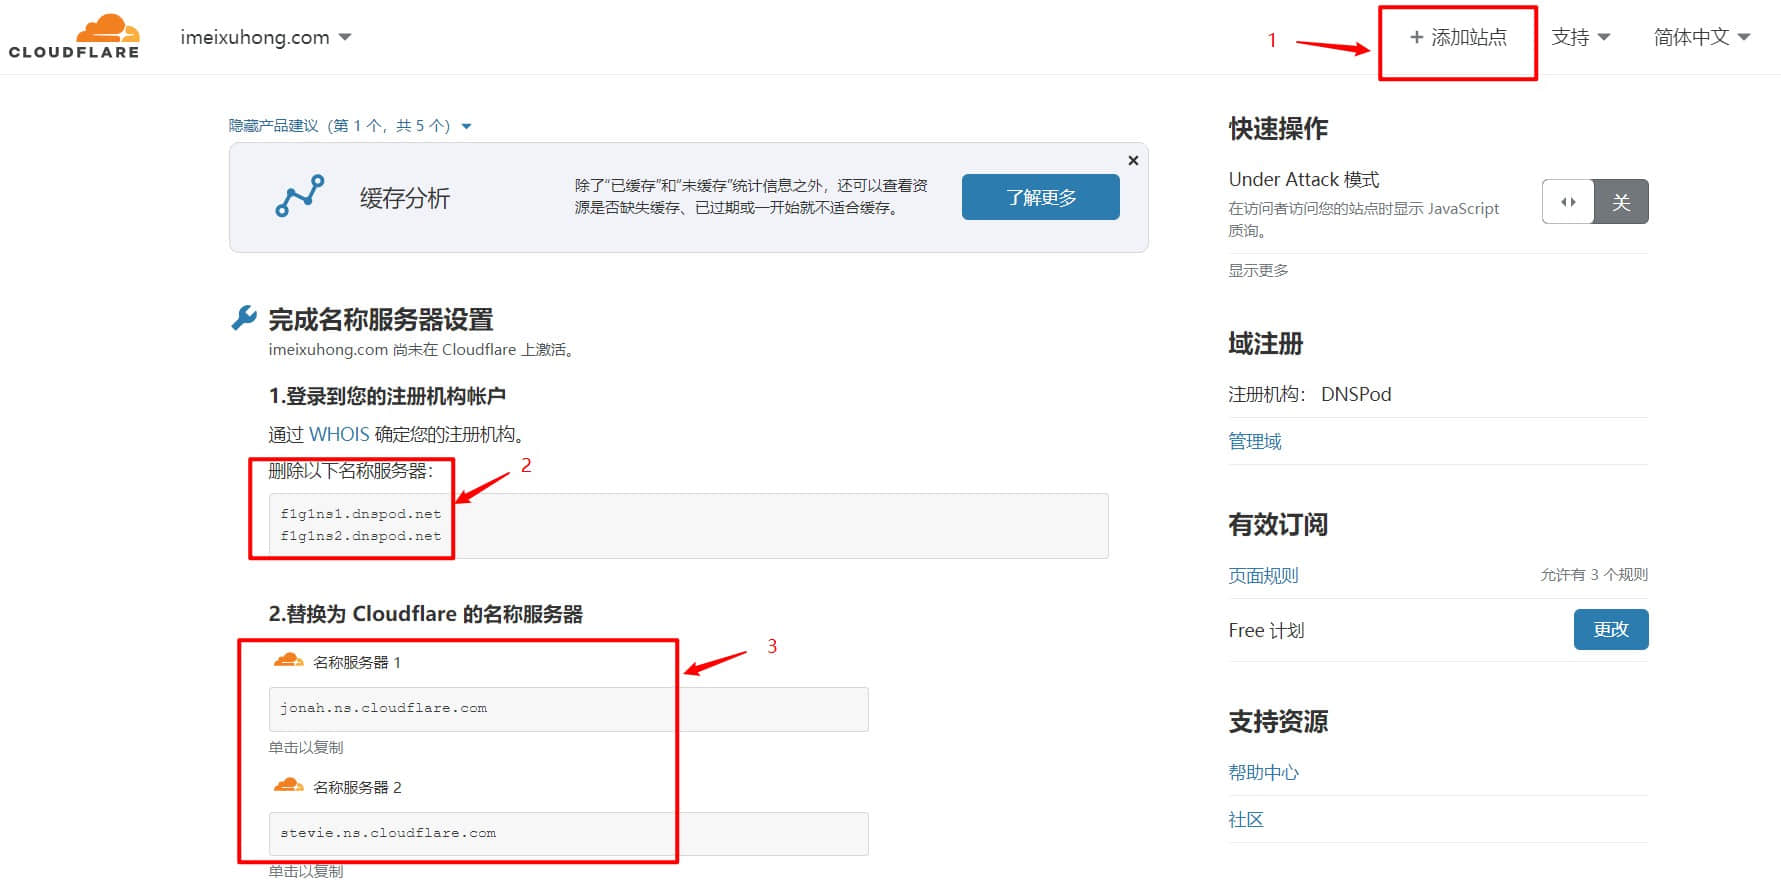 CLOUDFLARE
imeixuhong.com
1
+ 添加站点
支持
简体中文
隐藏产品建议（第 1 个，共 5 个）
缓存分析
除了“已缓存”和“未缓存”统计信息之外，还可以查看资
源是否缺失缓存、已过期或一开始就不适合缓存。
了解更多
×
完成名称服务器设置
imeixuhong.com 尚未在 Cloudflare 上激活。
1.登录到您的注册机构帐户
通过 WHOIS 确定您的注册机构。
删除以下名称服务器：
2
f1g1ns1.dnspod.net
f1g1ns2.dnspod.net
2.替换为 Cloudflare 的名称服务器
3
名称服务器 1
jonah.ns.cloudflare.com
单击以复制
名称服务器 2
stevie.ns.cloudflare.com
单击以复制
快速操作
Under Attack 模式
在访问者访问您的站点时显示 JavaScript
质询。
关
显示更多
域注册
注册机构： DNSPod
管理域
有效订阅
页面规则
允许有 3 个规则
Free 计划
更改
支持资源
帮助中心
社区